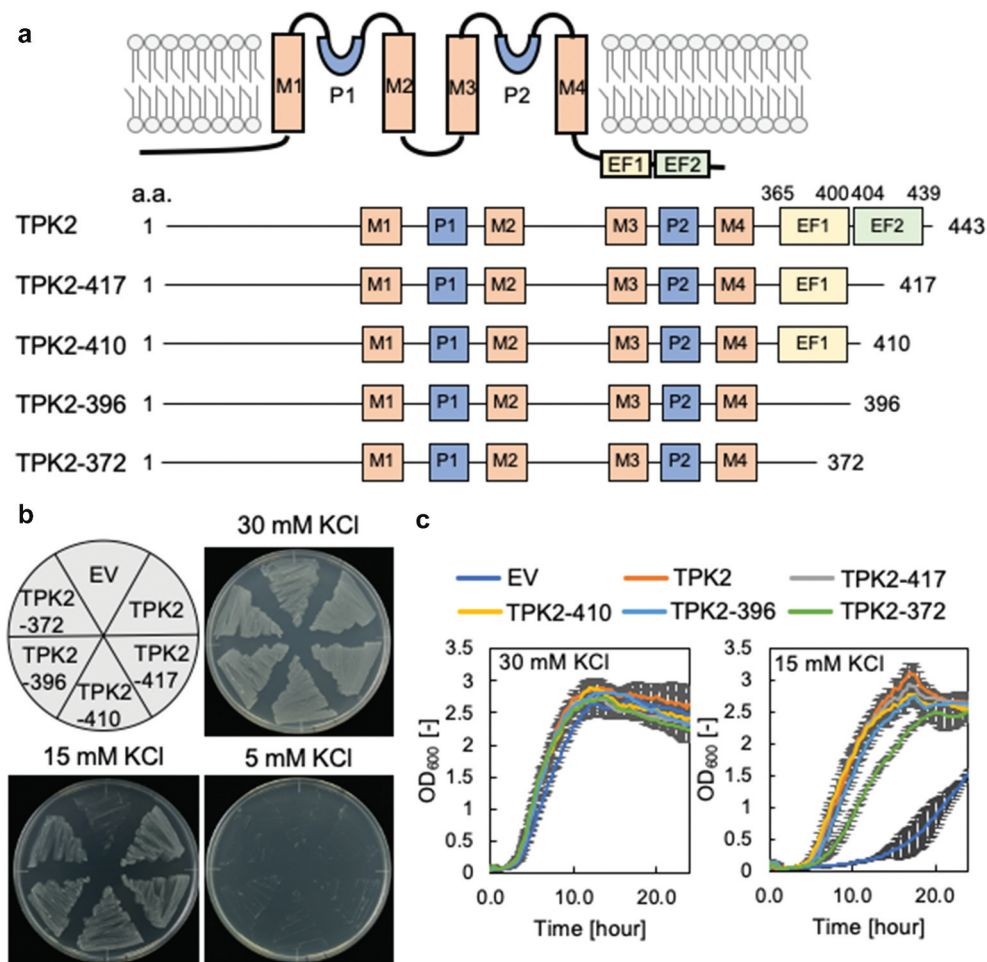 a
M1 P1 M2 M3 P2 M4
EF1 EF2
a.a. 365 400 404 439
TPK2 1 M1 P1 M2 M3 P2 M4 EF1 EF2 443
TPK2-417 1 M1 P1 M2 M3 P2 M4 EF1 417
TPK2-410 1 M1 P1 M2 M3 P2 M4 EF1 410
TPK2-396 1 M1 P1 M2 M3 P2 M4 396
TPK2-372 1 M1 P1 M2 M3 P2 M4 372
b
30 mM KCl
EV
TPK2
TPK2
-417
TPK2
-410
TPK2
-396
TPK2
-372
15 mM KCl
5 mM KCl
c
EV TPK2 TPK2-417
TPK2-410 TPK2-396 TPK2-372
30 mM KCl
OD600 [-]
3.5
3
2.5
2
1.5
1
0.5
0
0.0 10.0 20.0
Time [hour]
15 mM KCl
OD600 [-]
3.5
3
2.5
2
1.5
1
0.5
0
0.0 10.0 20.0
Time [hour]